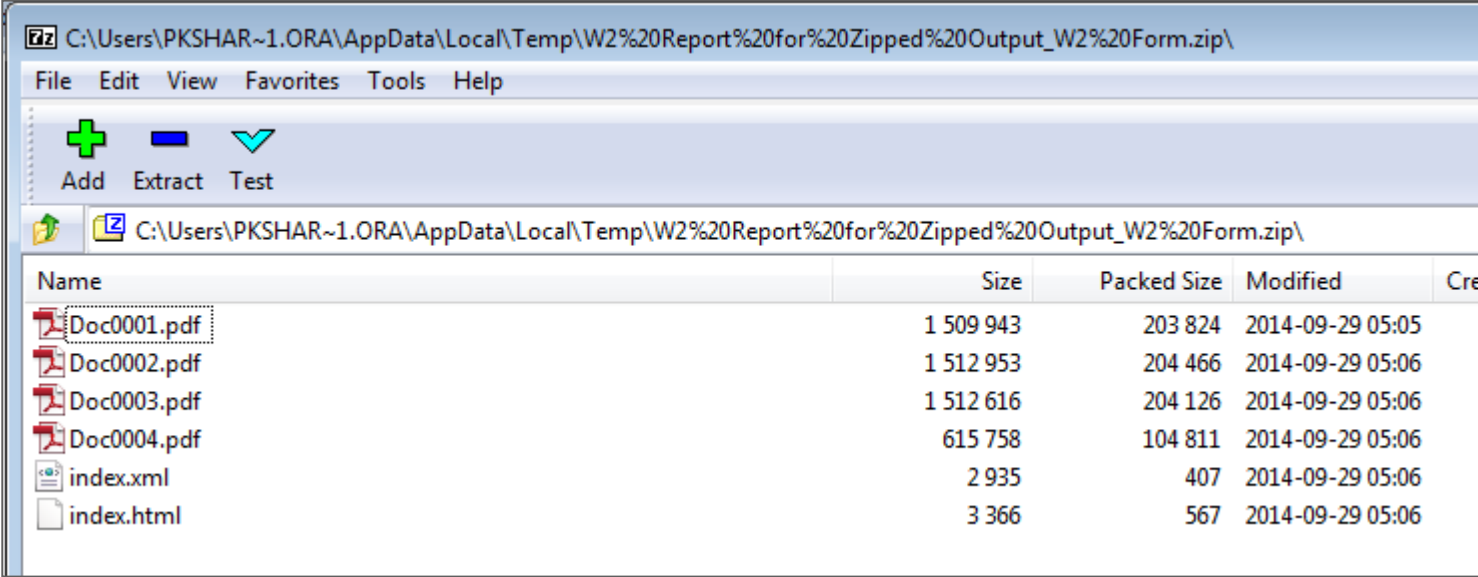 7z C:\Users\PKSHAR~1.ORA\AppData\Local\Temp\W2%20Report%20for%20Zipped%20Output_W2%20Form.zip\
File Edit View Favorites Tools Help
Add Extract Test
C:\Users\PKSHAR~1.ORA\AppData\Local\Temp\W2%20Report%20for%20Zipped%20Output_W2%20Form.zip\
Name Size Packed Size Modified Cre
Doc0001.pdf 1 509 943 203 824 2014-09-29 05:05
Doc0002.pdf 1 512 953 204 466 2014-09-29 05:06
Doc0003.pdf 1 512 616 204 126 2014-09-29 05:06
Doc0004.pdf 615 758 104 811 2014-09-29 05:06
index.xml 2 935 407 2014-09-29 05:06
index.html 3 366 567 2014-09-29 05:06